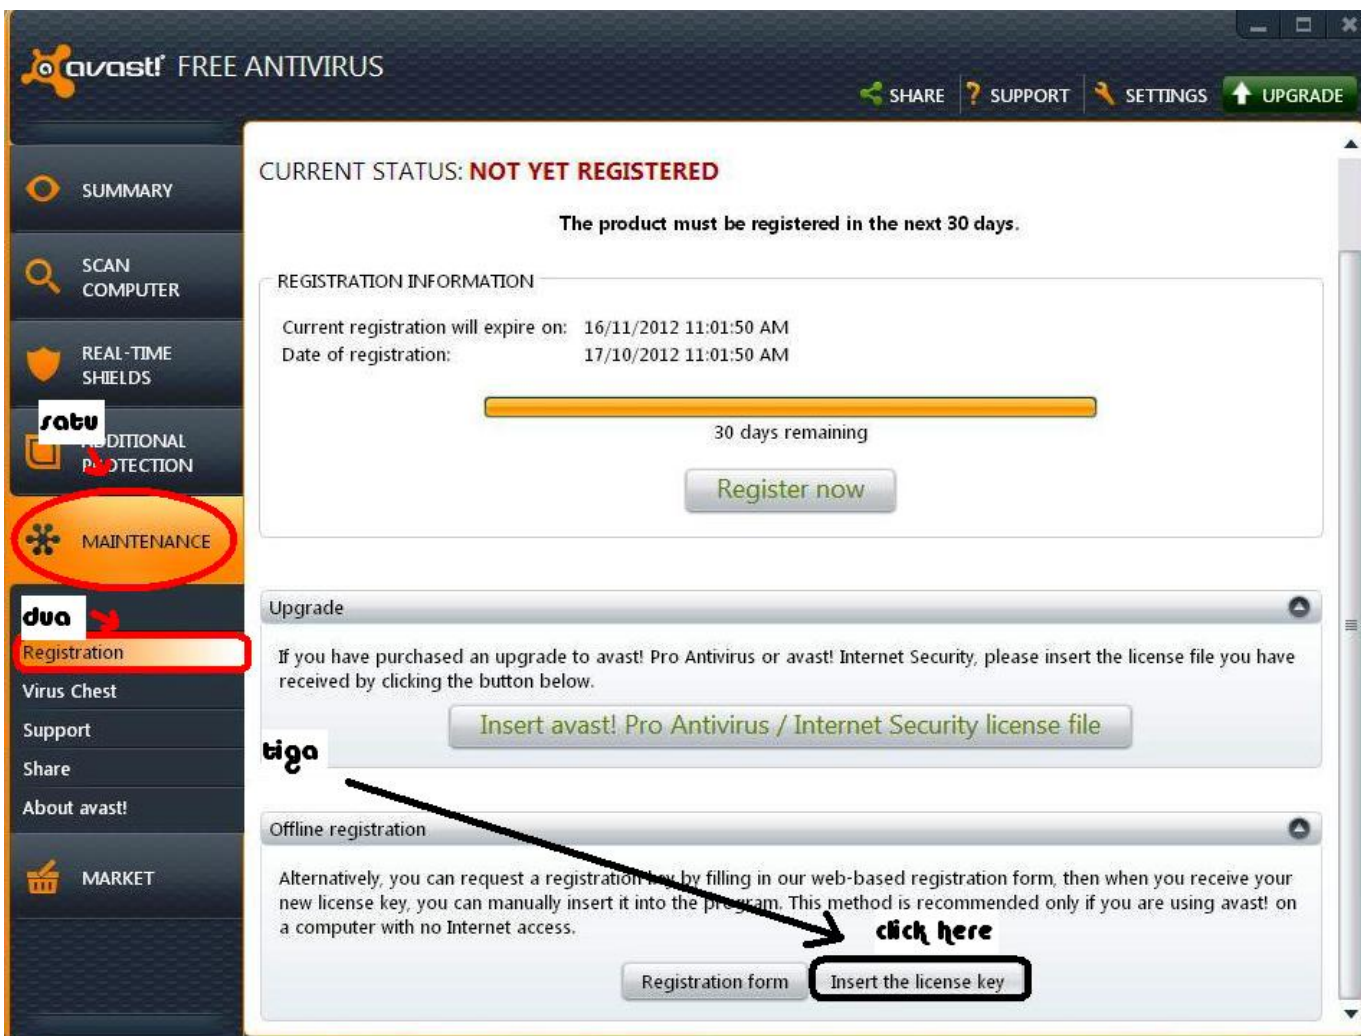 avast! FREE ANTIVIRUS
SHARE
SUPPORT
SETTINGS
UPGRADE
SUMMARY
SCAN
COMPUTER
REAL-TIME
SHIELDS
satu
ADDITIONAL
PROTECTION
MAINTENANCE
dua
Registration
Virus Chest
Support
Share
About avast!
MARKET
CURRENT STATUS: NOT YET REGISTERED
The product must be registered in the next 30 days.
REGISTRATION INFORMATION
Current registration will expire on: 16/11/2012 11:01:50 AM
Date of registration: 17/10/2012 11:01:50 AM
30 days remaining
Register now
Upgrade
If you have purchased an upgrade to avast! Pro Antivirus or avast! Internet Security, please insert the license file you have
received by clicking the button below.
Insert avast! Pro Antivirus / Internet Security license file
tiga
Offline registration
Alternatively, you can request a registration key by filling in our web-based registration form, then when you receive your
new license key, you can manually insert it into the program. This method is recommended only if you are using avast! on
a computer with no Internet access.
click here
Registration form
Insert the license key